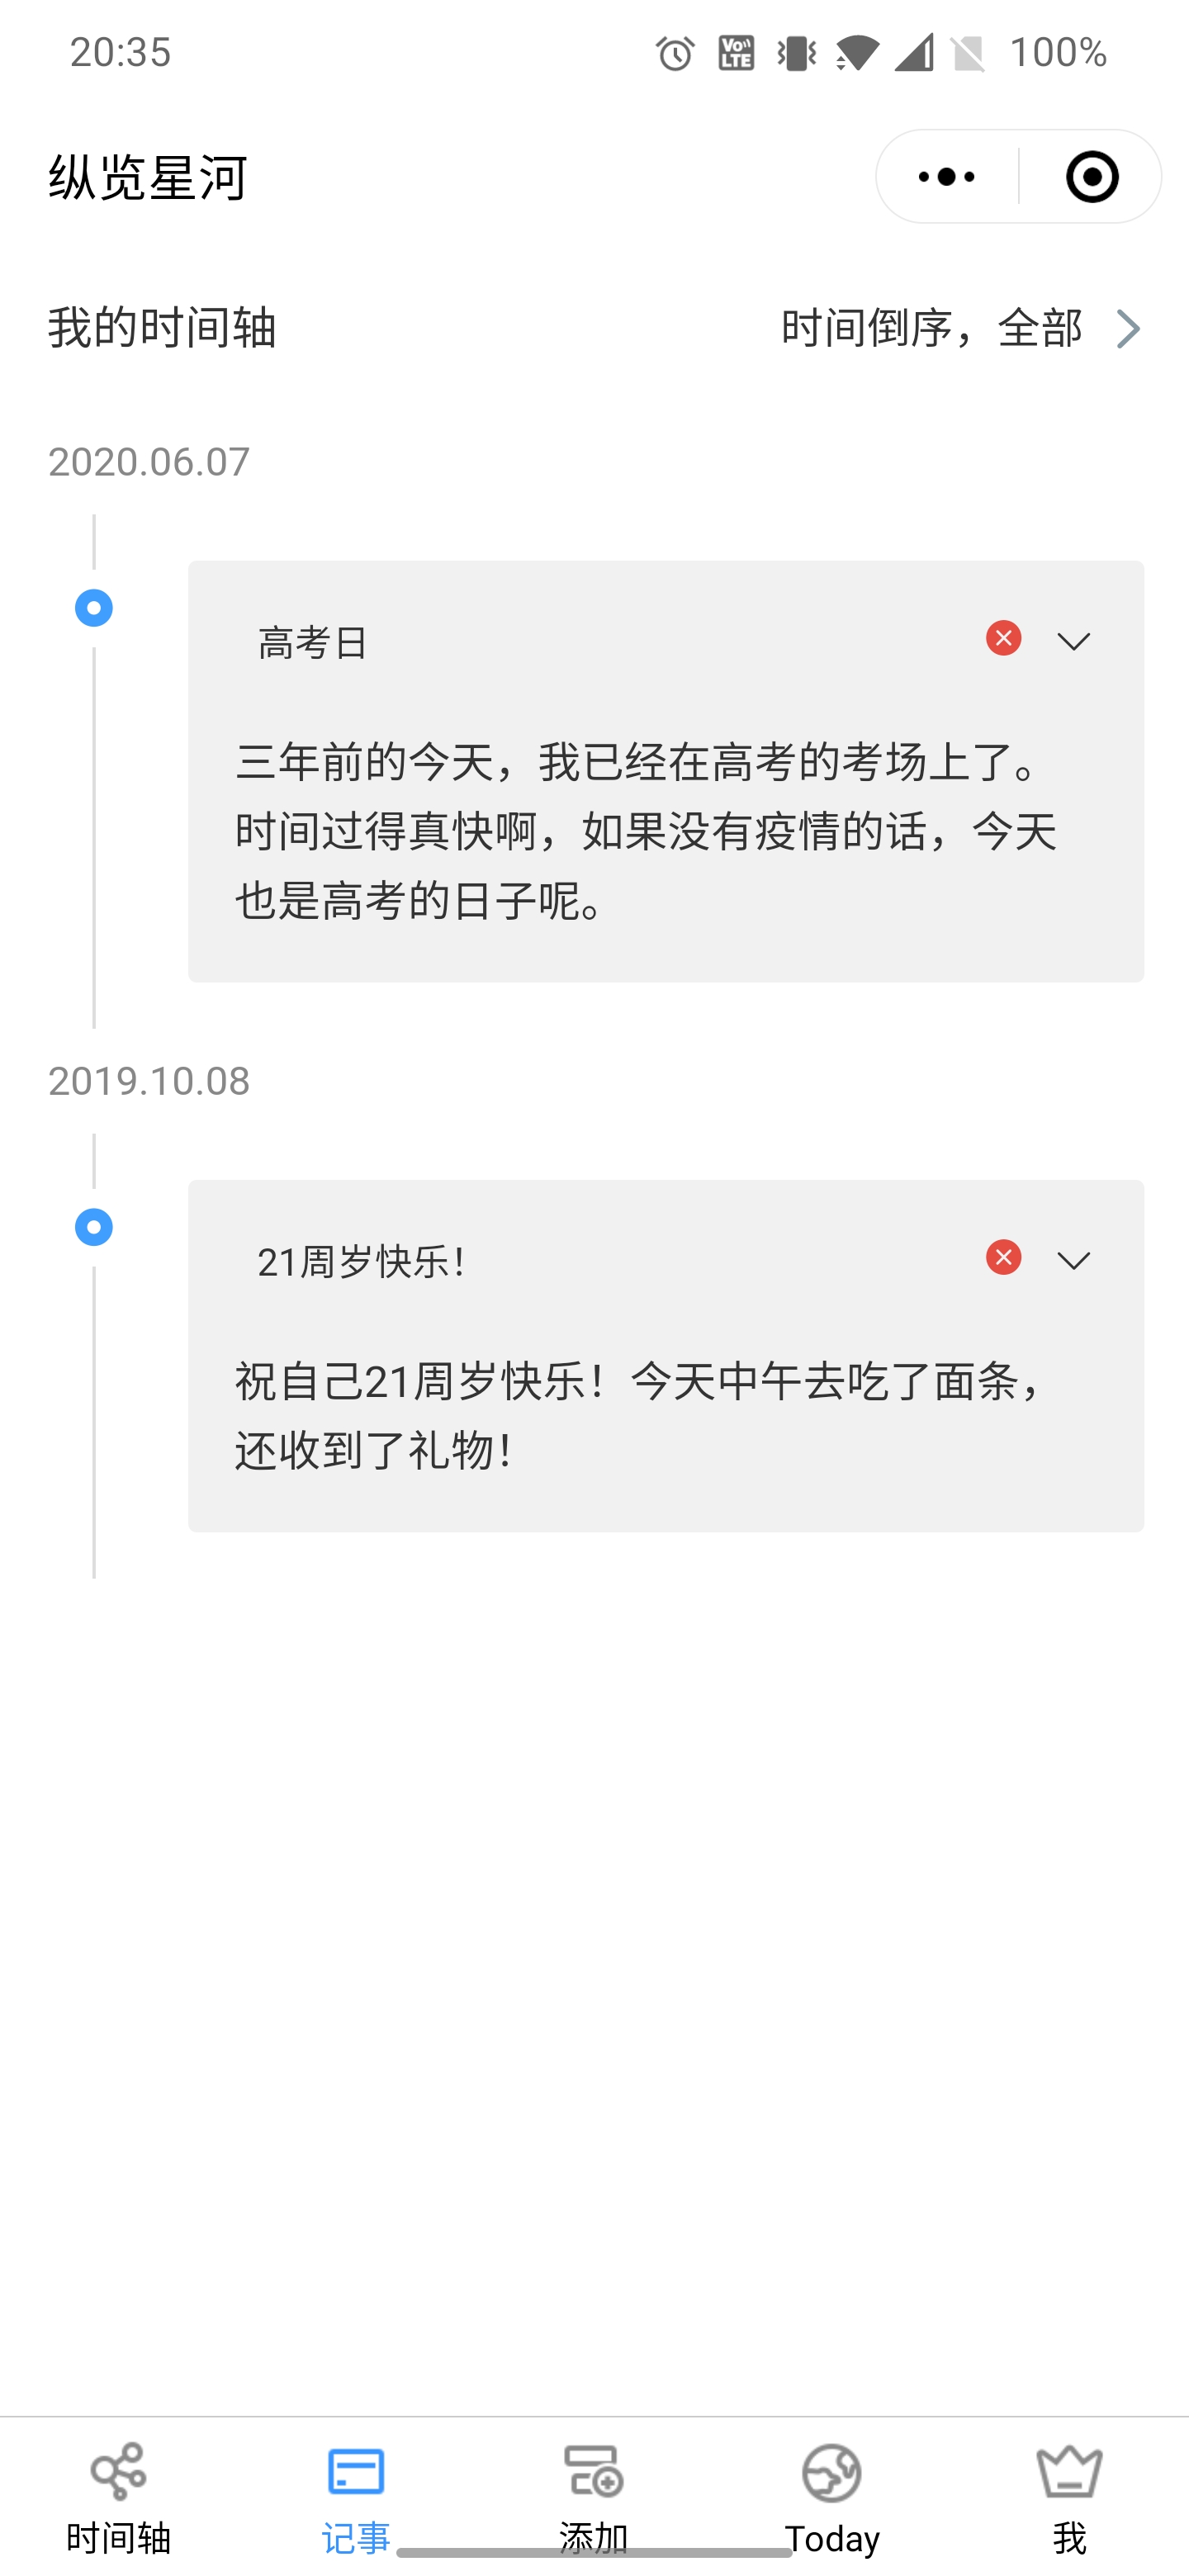 20:35
Vo LTE
100%
纵览星河
我的时间轴
时间倒序，全部
2020.06.07
高考日
三年前的今天，我已经在高考的考场上了。
时间过得真快啊，如果没有疫情的话，今天
也是高考的日子呢。
2019.10.08
21周岁快乐！
祝自己21周岁快乐！今天中午去吃了面条，
还收到了礼物！
时间轴
记事
添加
Today
我